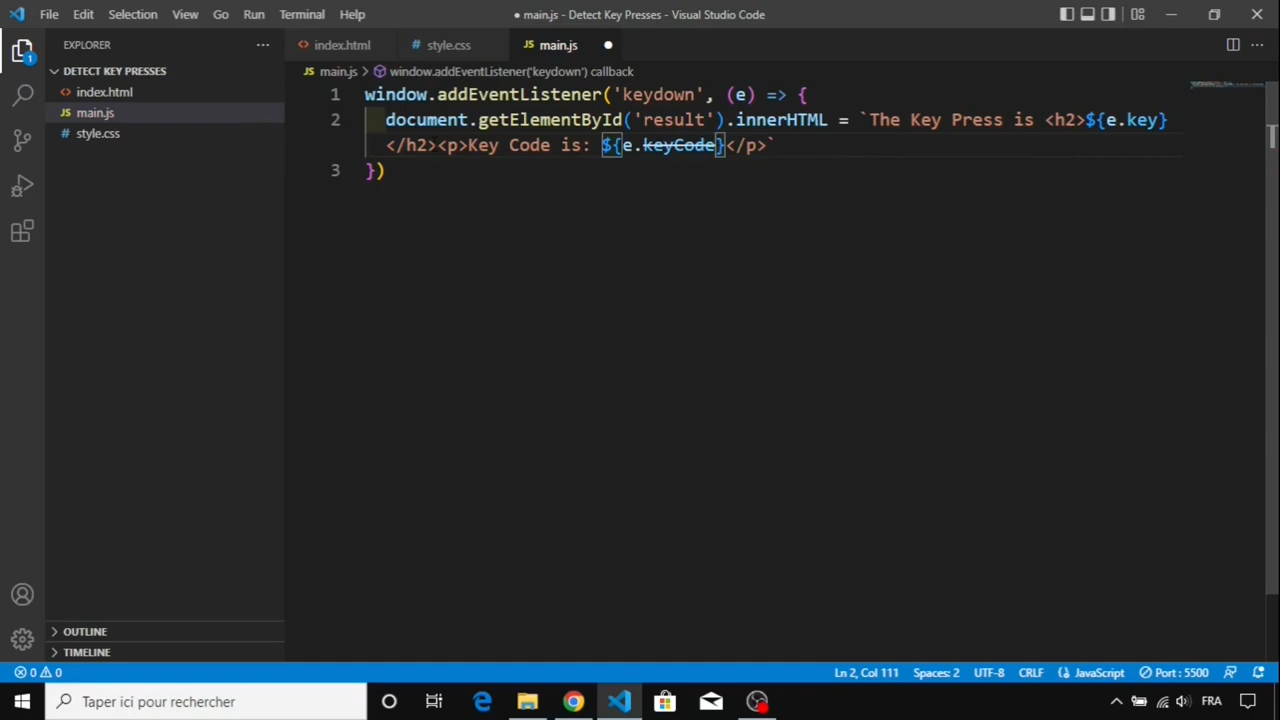 File Edit Selection View Go Run Terminal Help
● main.js - Detect Key Presses - Visual Studio Code
EXPLORER
index.html
style.css
JS main.js
DETECT KEY PRESSES
JS main.js > window.addEventListener('keydown') callback
index.html
JS main.js
style.css
1 window.addEventListener('keydown', (e) => {
2 document.getElementById('result').innerHTML = `The Key Press is <h2>${e.key}
</h2><p>Key Code is: ${e.keyCode}</p>`
3 })
1
OUTLINE
TIMELINE
0 0
Ln 2, Col 111 Spaces: 2 UTF-8 CRLF {} JavaScript Port : 5500
Taper ici pour rechercher
FRA